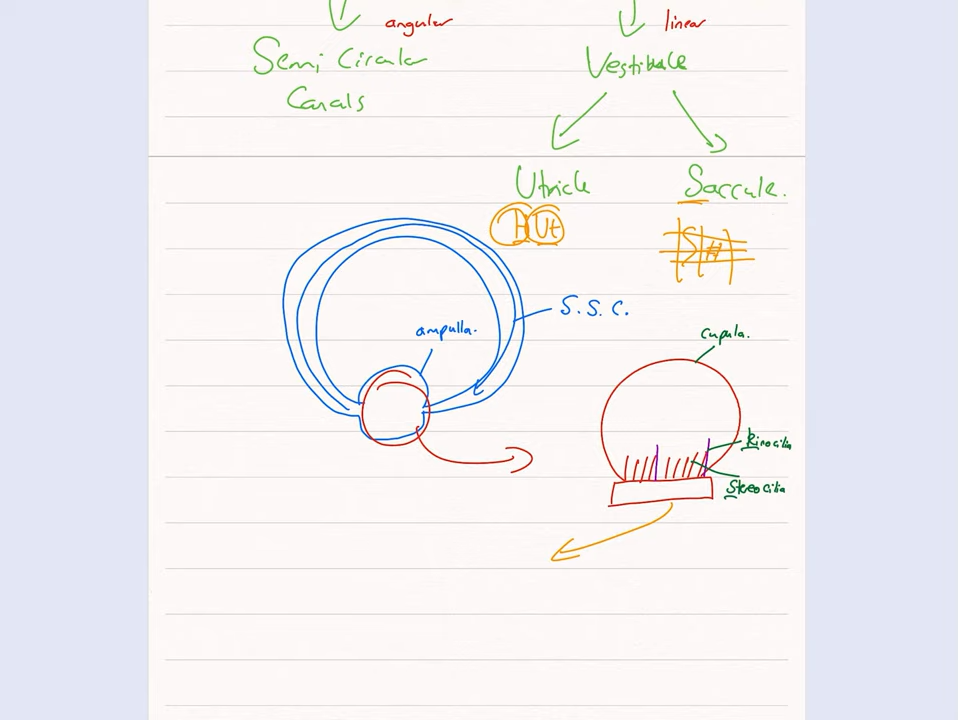 angular
linear
Semi Circular
Canals
Vestibule
Utricle
Saccule.
H Ut
S H
S.S.C.
ampulla.
Cupula.
Kinocilia
Stereocilia